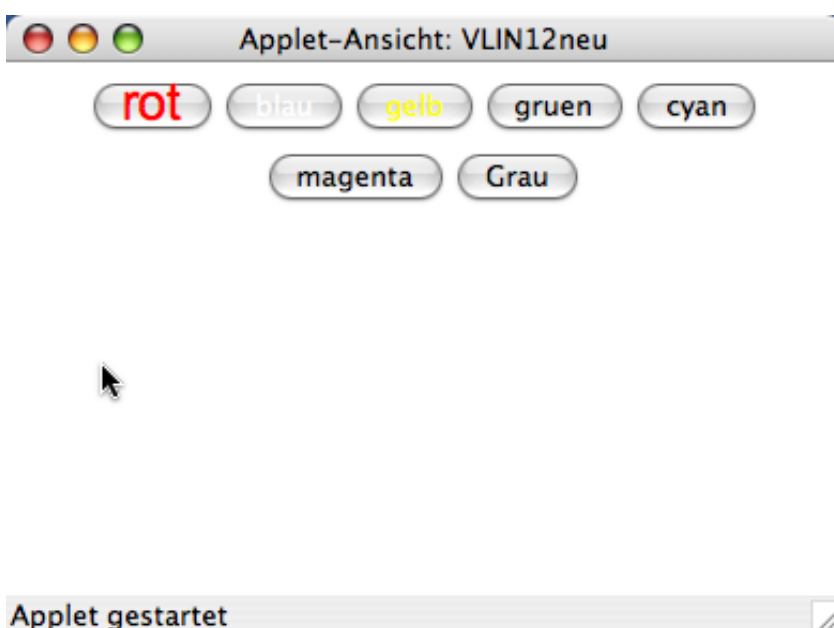 Applet-Ansicht: VLIN12neu
rot blau gelb gruen cyan
magenta Grau
Applet gestartet